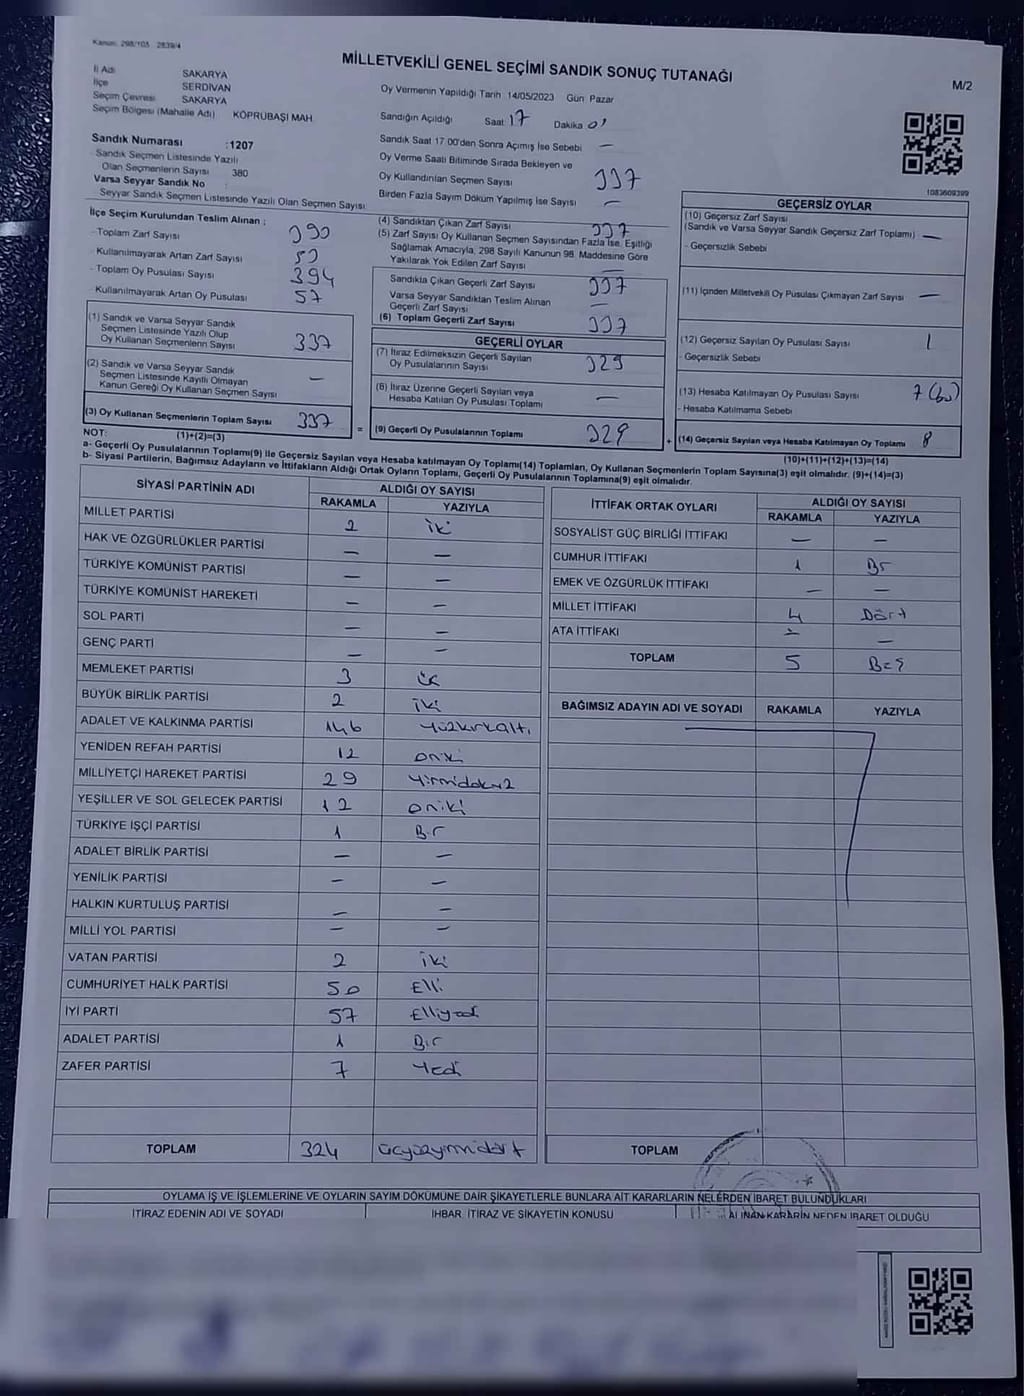 Kanun: 298/105 2839/4
MİLLETVEKİLİ GENEL SEÇİMİ SANDIK SONUÇ TUTANAĞI
M/2
İl Adı SAKARYA
İlçe SERDİVAN
Seçim Çevresi SAKARYA
Seçim Bölgesi (Mahalle Adı) KÖPRÜBAŞI MAH.
Sandık Numarası :1207
Sandık Seçmen Listesinde Yazılı
Olan Seçmenlerin Sayısı 380
Varsa Seyyar Sandık No
Seyyar Sandık Seçmen Listesinde Yazılı Olan Seçmen Sayısı
İlçe Seçim Kurulundan Teslim Alınan :
Toplam Zarf Sayısı 390
Kullanılmayarak Artan Zarf Sayısı 53
Toplam Oy Pusulası Sayısı 394
Kullanılmayarak Artan Oy Pusulası 57
(1) Sandık ve Varsa Seyyar Sandık
Seçmen Listesinde Yazılı Olup
Oy Kullanan Seçmenlerin Sayısı 337
(2) Sandık ve Varsa Seyyar Sandık
Seçmen Listesinde Kayıtlı Olmayan
Kanun Gereği Oy Kullanan Seçmen Sayısı —
(3) Oy Kullanan Seçmenlerin Toplam Sayısı 337
(1)+(2)=(3)
Oy Vermenin Yapıldığı Tarih 14/05/2023 Gün Pazar
Sandığın Açıldığı Saat 17 Dakika 01
Sandık Saat 17.00'den Sonra Açımış İse Sebebi —
Oy Verme Saati Bitiminde Sırada Bekleyen ve
Oy Kullandırılan Seçmen Sayısı 337
Birden Fazla Sayım Döküm Yapılmış İse Sayısı —
(4) Sandıktan Çıkan Zarf Sayısı 337
(5) Zarf Sayısı Oy Kullanan Seçmen Sayısından Fazla İse, Eşitliği
Sağlamak Amacıyla, 298 Sayılı Kanunun 98. Maddesine Göre
Yakılarak Yok Edilen Zarf Sayısı —
Sandıkla Çıkan Geçerli Zarf Sayısı 337
Varsa Seyyar Sandıktan Teslim Alınan
Geçerli Zarf Sayısı —
(6) Toplam Geçerli Zarf Sayısı 337
GEÇERLİ OYLAR
(7) İtiraz Edilmeksizin Geçerli Sayılan
Oy Pusulalarının Sayısı 329
(8) İtiraz Üzerine Geçerli Sayılan veya
Hesaba Katılan Oy Pusulası Toplamı —
= (9) Geçerli Oy Pusulalarının Toplamı 329
1083609399
GEÇERSİZ OYLAR
(10) Geçersiz Zarf Sayısı
(Sandık ve Varsa Seyyar Sandık Geçersiz Zarf Toplamı) —
- Geçersizlik Sebebi
(11) İçinden Milletvekili Oy Pusulası Çıkmayan Zarf Sayısı —
(12) Geçersiz Sayılan Oy Pusulası Sayısı 1
- Geçersizlik Sebebi
(13) Hesaba Katılmayan Oy Pusulası Sayısı 7
- Hesaba Katılmama Sebebi
+ (14) Geçersiz Sayılan veya Hesaba Katılmayan Oy Toplamı 8
(10)+(11)+(12)+(13)=(14)
NOT:
a- Geçerli Oy Pusulalarının Toplamı(9) ile Geçersiz Sayılan veya Hesaba katılmayan Oy Toplamı(14) Toplamları, Oy Kullanan Seçmenlerin Toplam Sayısına(3) eşit olmalıdır. (9)+(14)=(3)
b- Siyasi Partilerin, Bağımsız Adayların ve İttifakların Aldığı Ortak Oyların Toplamı, Geçerli Oy Pusulalarının Toplamına(9) eşit olmalıdır.
SİYASİ PARTİNİN ADI ALDIĞI OY SAYISI
RAKAMLA YAZIYLA
MİLLET PARTİSİ 2 iki
HAK VE ÖZGÜRLÜKLER PARTİSİ — —
TÜRKİYE KOMÜNİST PARTİSİ — —
TÜRKİYE KOMÜNİST HAREKETİ — —
SOL PARTİ — —
GENÇ PARTİ — —
MEMLEKET PARTİSİ 3 üç
BÜYÜK BİRLİK PARTİSİ 2 iki
ADALET VE KALKINMA PARTİSİ 146 Yüzkırkaltı
YENİDEN REFAH PARTİSİ 12 oniki
MİLLİYETÇİ HAREKET PARTİSİ 29 Yirmidokuz
YEŞİLLER VE SOL GELECEK PARTİSİ 12 oniki
TÜRKİYE İŞÇİ PARTİSİ 1 Bir
ADALET BİRLİK PARTİSİ — —
YENİLİK PARTİSİ — —
HALKIN KURTULUŞ PARTİSİ — —
MİLLİ YOL PARTİSİ — —
VATAN PARTİSİ 2 iki
CUMHURİYET HALK PARTİSİ 50 Elli
İYİ PARTİ 57 Elliyedi
ADALET PARTİSİ 1 Bir
ZAFER PARTİSİ 7 Yedi
TOPLAM 324 üçyüzyirmidört
İTTİFAK ORTAK OYLARI ALDIĞI OY SAYISI
RAKAMLA YAZIYLA
SOSYALİST GÜÇ BİRLİĞİ İTTİFAKI — —
CUMHUR İTTİFAKI 1 Bir
EMEK VE ÖZGÜRLÜK İTTİFAKI — —
MİLLET İTTİFAKI 4 Dört
ATA İTTİFAKI — —
TOPLAM 5 Beş
BAĞIMSIZ ADAYIN ADI VE SOYADI RAKAMLA YAZIYLA
TOPLAM
OYLAMA İŞ VE İŞLEMLERİNE VE OYLARIN SAYIM DÖKÜMÜNE DAİR ŞİKAYETLERLE BUNLARA AİT KARARLARIN NELERDEN İBARET BULUNDUKLARI
İTİRAZ EDENİN ADI VE SOYADI İHBAR, İTİRAZ VE ŞİKAYETİN KONUSU ALINAN KARARIN NEDEN İBARET OLDUĞU